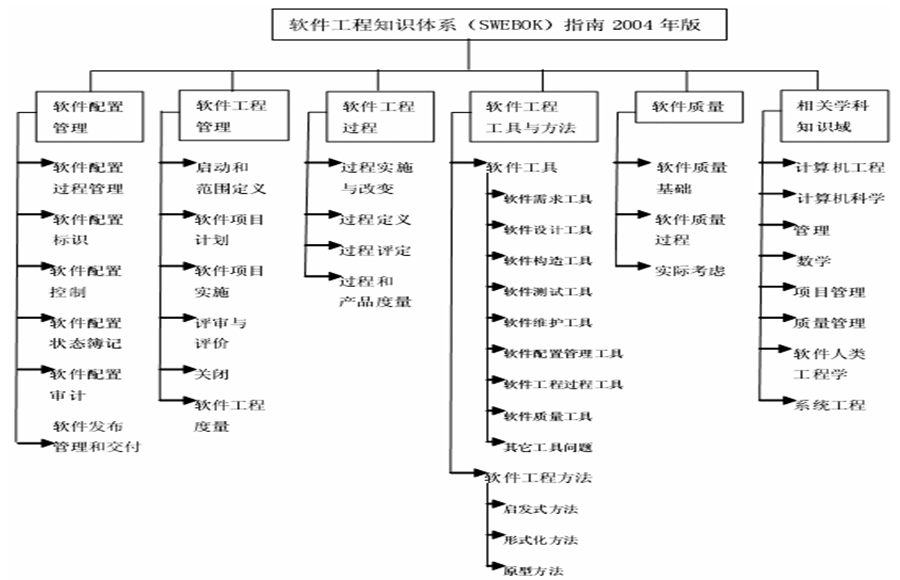 软件工程知识体系（SWEBOK）指南 2004 年版
软件配置
管理
软件配置
过程管理
软件配置
标识
软件配置
控制
软件配置
状态簿记
软件配置
审计
软件发布
管理和交付
软件工程
管理
启动和
范围定义
软件项目
计划
软件项目
实施
评审与
评价
关闭
软件工程
度量
软件工程
过程
过程实施
与改变
过程定义
过程评定
过程和
产品度量
软件工程
工具与方法
软件工具
软件需求工具
软件设计工具
软件构造工具
软件测试工具
软件维护工具
软件配置管理工具
软件工程过程工具
软件质量工具
其它工具问题
软件工程方法
启发式方法
形式化方法
原型方法
软件质量
软件质量
基础
软件质量
过程
实际考虑
相关学科
知识域
计算机工程
计算机科学
管理
数学
项目管理
质量管理
软件人类
工程学
系统工程